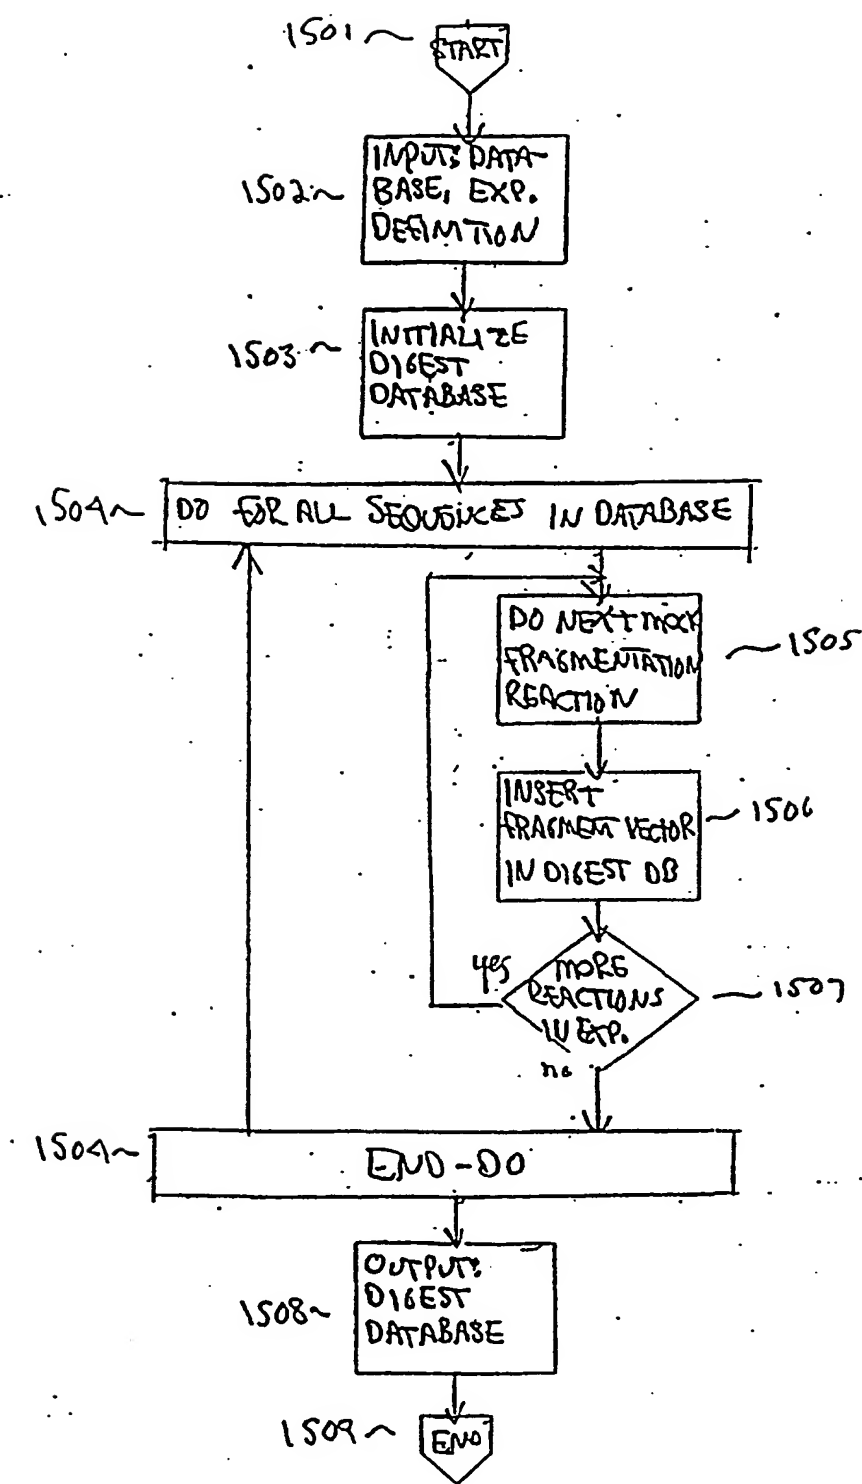 1501
START
INPUT: DATA-
1502
BASE, EXP.
DEFINITION
1503
INITIALIZE
DIGEST
DATABASE
1504
DO FOR ALL SEQUENCES IN DATABASE
DO NEXT MOCK
1505
FRAGMENTATION
REACTION
INSERT
1506
FRAGMENT VECTOR
IN DIGEST DB
yes
MORE
REACTIONS
1507
IN EXP.
no
1504
END-DO
OUTPUT:
DIGEST
1508
DATABASE
1509
END